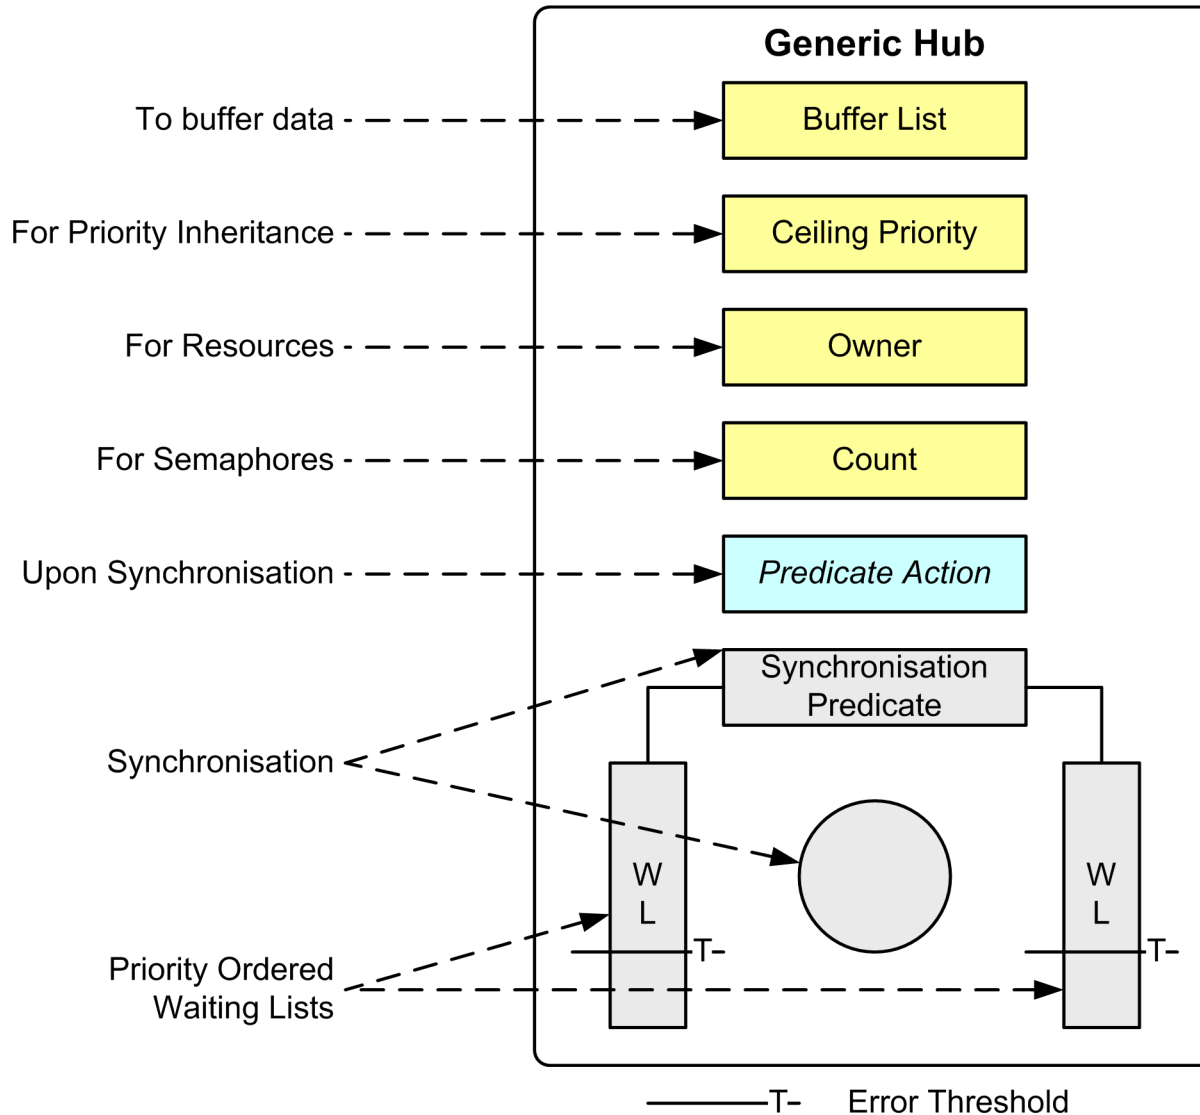 Generic Hub
To buffer data
Buffer List
For Priority Inheritance
Ceiling Priority
For Resources
Owner
For Semaphores
Count
Upon Synchronisation
Predicate Action
Synchronisation
Predicate
Synchronisation
W
L
W
L
T
T
Priority Ordered
Waiting Lists
T
Error Threshold